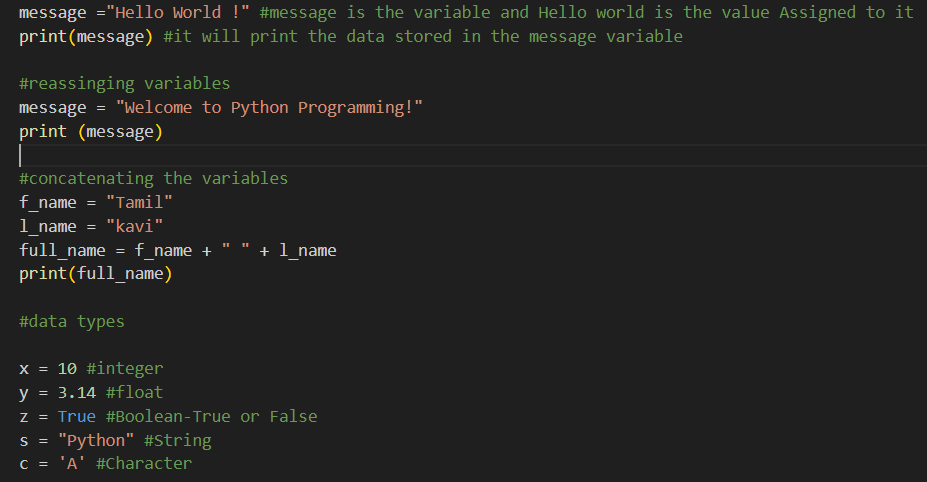 message ="Hello World !" #message is the variable and Hello world is the value Assigned to it
print(message) #it will print the data stored in the message variable
#reassinging variables
message = "Welcome to Python Programming!"
print (message)
#concatenating the variables
f_name = "Tamil"
l_name = "kavi"
full_name = f_name + " " + l_name
print(full_name)
#data types
x = 10 #integer
y = 3.14 #float
z = True #Boolean-True or False
s = "Python" #String
c = 'A' #Character